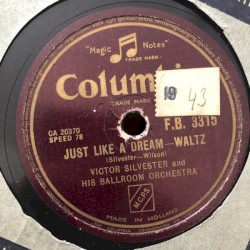 "Magic Notes"
TRADE MARK
Columbia
TRADE MARK
19 43
CA 20370
SPEED 78
F.B. 3315
JUST LIKE A DREAM—WALTZ
(Silvester—Wilson)
VICTOR SILVESTER and
HIS BALLROOM ORCHESTRA
MCPS
MADE IN HOLLAND